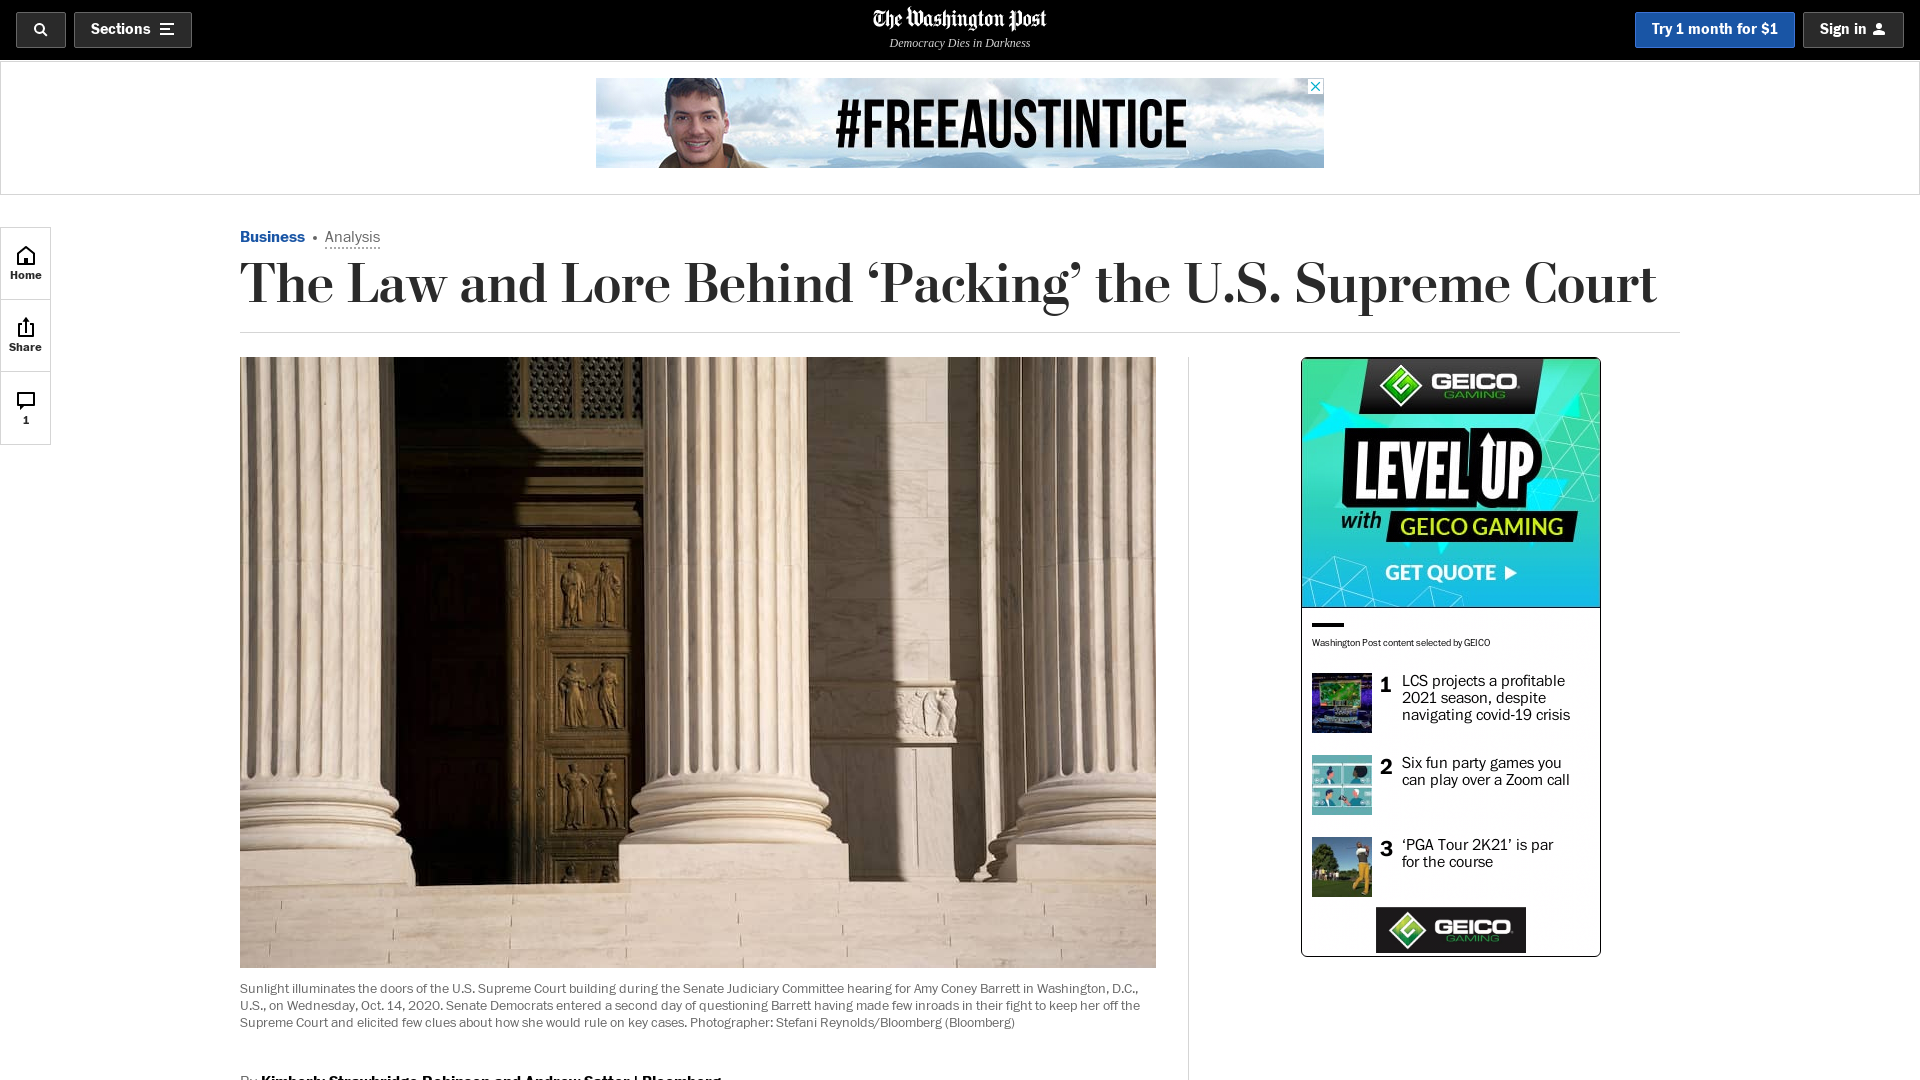 Sections
The Washington Post
Democracy Dies in Darkness
Try 1 month for $1
Sign in
#FREEAUSTINTICE
Home
Share
1
Business • Analysis
The Law and Lore Behind ‘Packing’ the U.S. Supreme Court
Sunlight illuminates the doors of the U.S. Supreme Court building during the Senate Judiciary Committee hearing for Amy Coney Barrett in Washington, D.C.,
U.S., on Wednesday, Oct. 14, 2020. Senate Democrats entered a second day of questioning Barrett having made few inroads in their fight to keep her off the
Supreme Court and elicited few clues about how she would rule on key cases. Photographer: Stefani Reynolds/Bloomberg (Bloomberg)
By Kimberly Strawbridge Robinson and Andrew Satter | Bloomberg
GEICO
GAMING
LEVEL UP
with GEICO GAMING
GET QUOTE
Washington Post content selected by GEICO
1 LCS projects a profitable
2021 season, despite
navigating covid-19 crisis
2 Six fun party games you
can play over a Zoom call
3 ‘PGA Tour 2K21’ is par
for the course
GEICO
GAMING